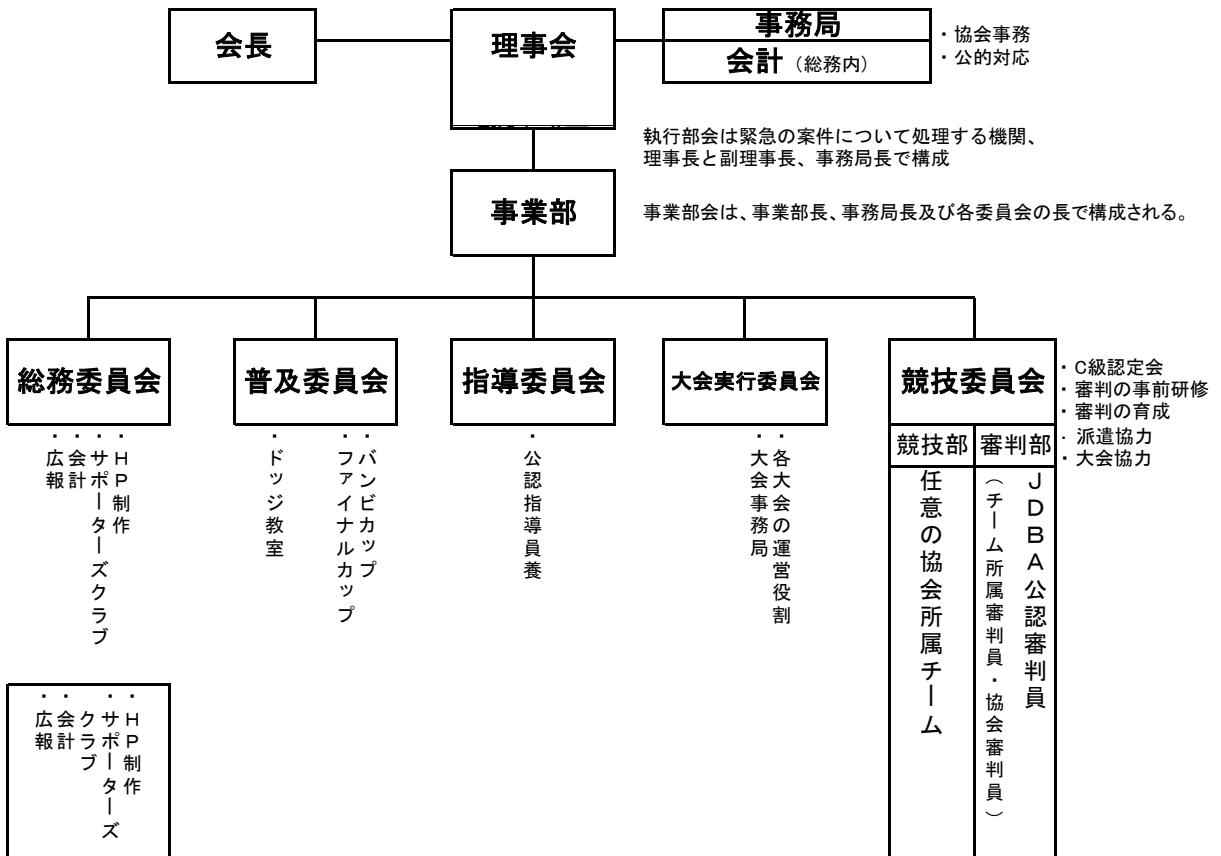 会長
理事会
事務局
会計（総務内）
・協会事務
・公的対応
執行部会は緊急の案件について処理する機関、
理事長と副理事長、事務局長で構成
事業部
事業部会は、事業部長、事務局長及び各委員会の長で構成される。
総務委員会
普及委員会
指導委員会
大会実行委員会
競技委員会
・C級認定会
・審判の事前研修
・審判の育成
・派遣協力
・大会協力
・HP制作
・サポーターズクラブ
・会計
・広報
・バンビカップ
ファイナルカップ
・ドッジ教室
・公認指導員養
・各大会の運営役割
・大会事務局
競技部
審判部
任意の協会所属チーム
JDBA公認審判員
（チーム所属審判員・協会審判員）
・HP制作
・サポーターズ
クラブ
・会計
・広報